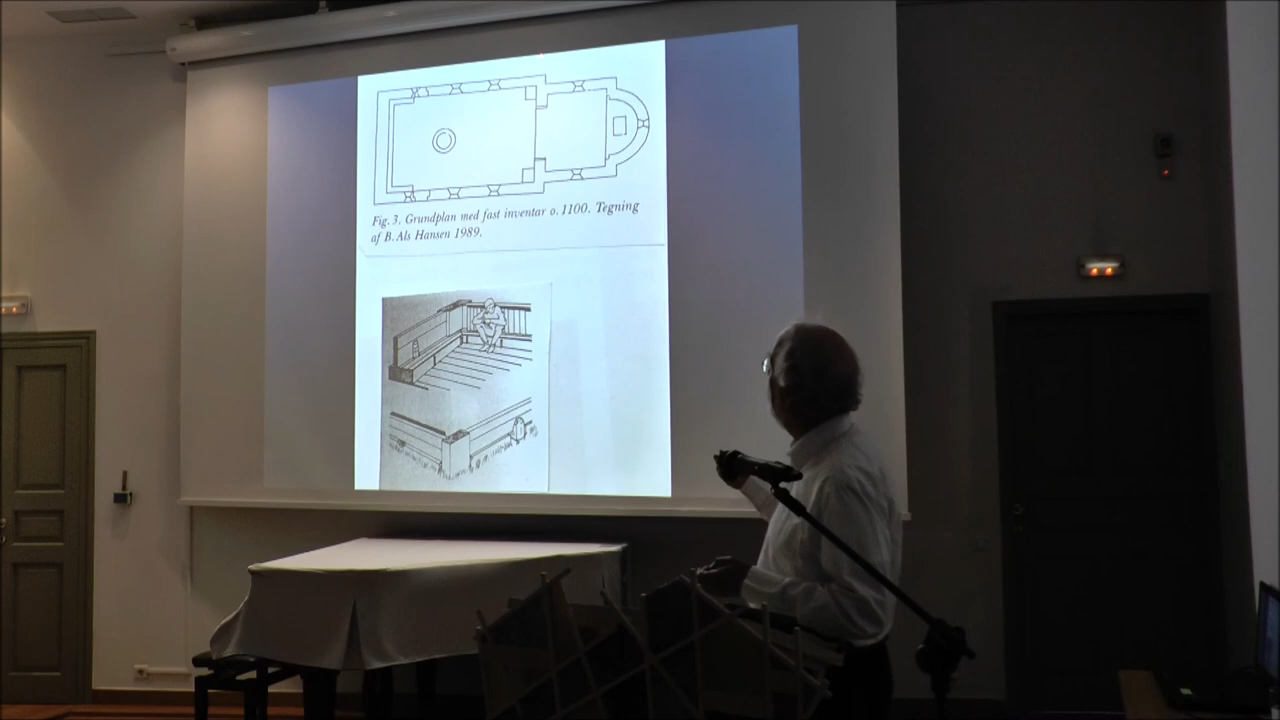 Fig. 3. Grundplan med fast inventar o. 1100. Tegning
af B. Als Hansen 1989.